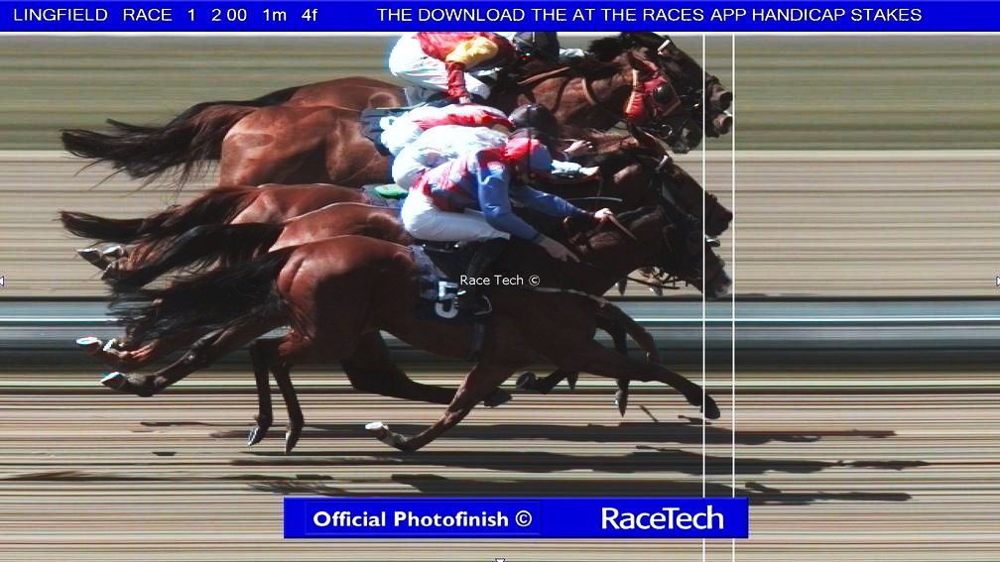 LINGFIELD RACE 1 2 00 1m 4f THE DOWNLOAD THE AT THE RACES APP HANDICAP STAKES
Race Tech ©
5
Official Photofinish © RaceTech